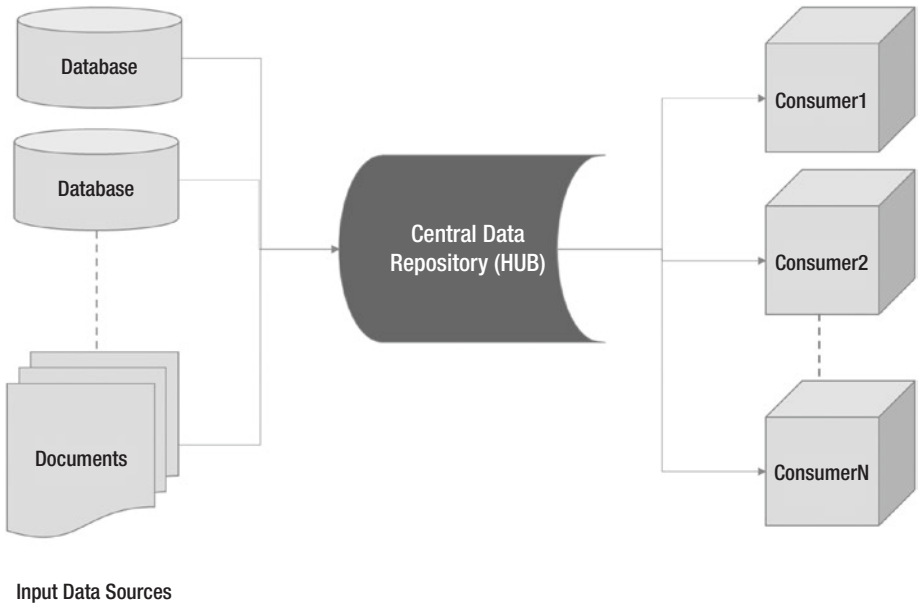 Database
Database
Documents
Input Data Sources
Central Data
Repository (HUB)
Consumer1
Consumer2
ConsumerN